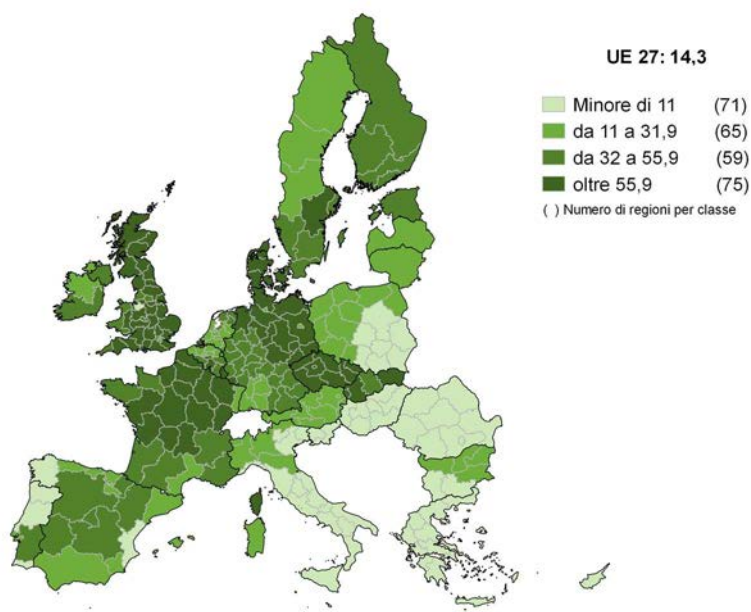 UE 27: 14,3
Minore di 11 (71)
da 11 a 31,9 (65)
da 32 a 55,9 (59)
oltre 55,9 (75)
( ) Numero di regioni per classe